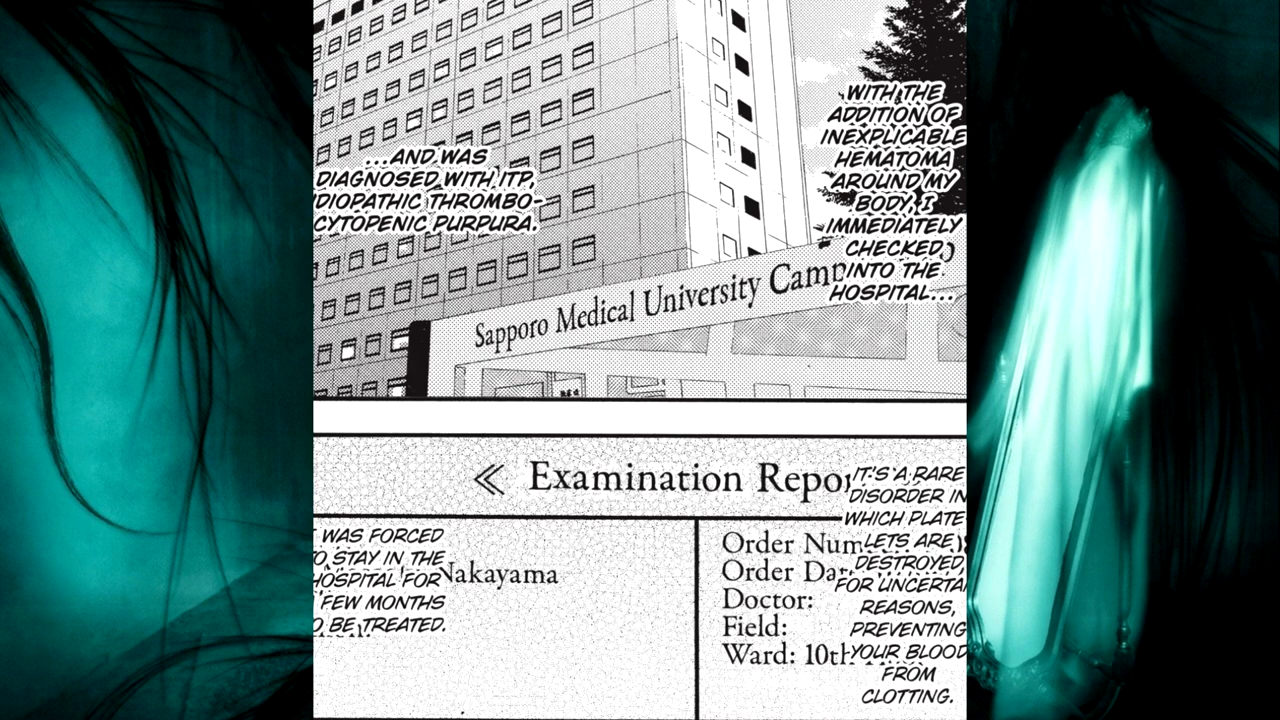 WITH THE
ADDITION OF
INEXPLICABLE
HEMATOMA
AROUND MY
BODY, I
IMMEDIATELY
CHECKED
INTO THE
HOSPITAL...
...AND WAS
DIAGNOSED WITH ITP,
IDIOPATHIC THROMBO-
CYTOPENIC PURPURA.
Sapporo Medical University Camp
« Examination Repor
IT'S A RARE
DISORDER IN
WHICH PLATE
LETS ARE
DESTROYED
FOR UNCERTAI
REASONS,
PREVENTING
YOUR BLOOD
FROM
CLOTTING.
Order Num
Order Da
Doctor:
Field:
Ward: 10th
I WAS FORCED
TO STAY IN THE
HOSPITAL FOR
FEW MONTHS
TO BE TREATED.
Nakayama